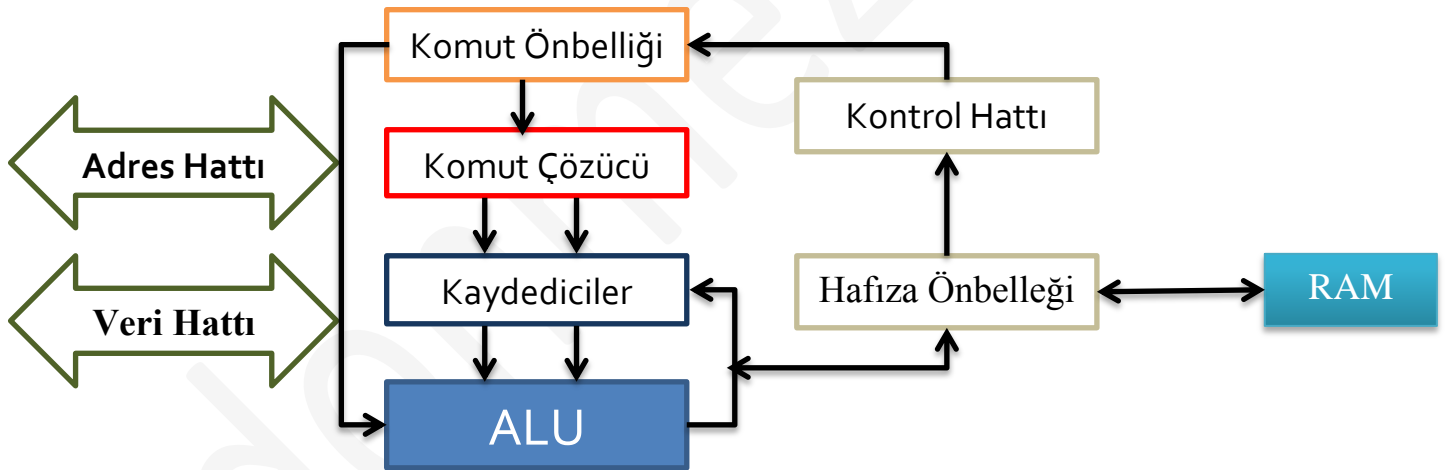 Komut Önbelliği
Kontrol Hattı
Adres Hattı
Komut Çözücü
Kaydediciler
Hafıza Önbelleği
RAM
Veri Hattı
ALU